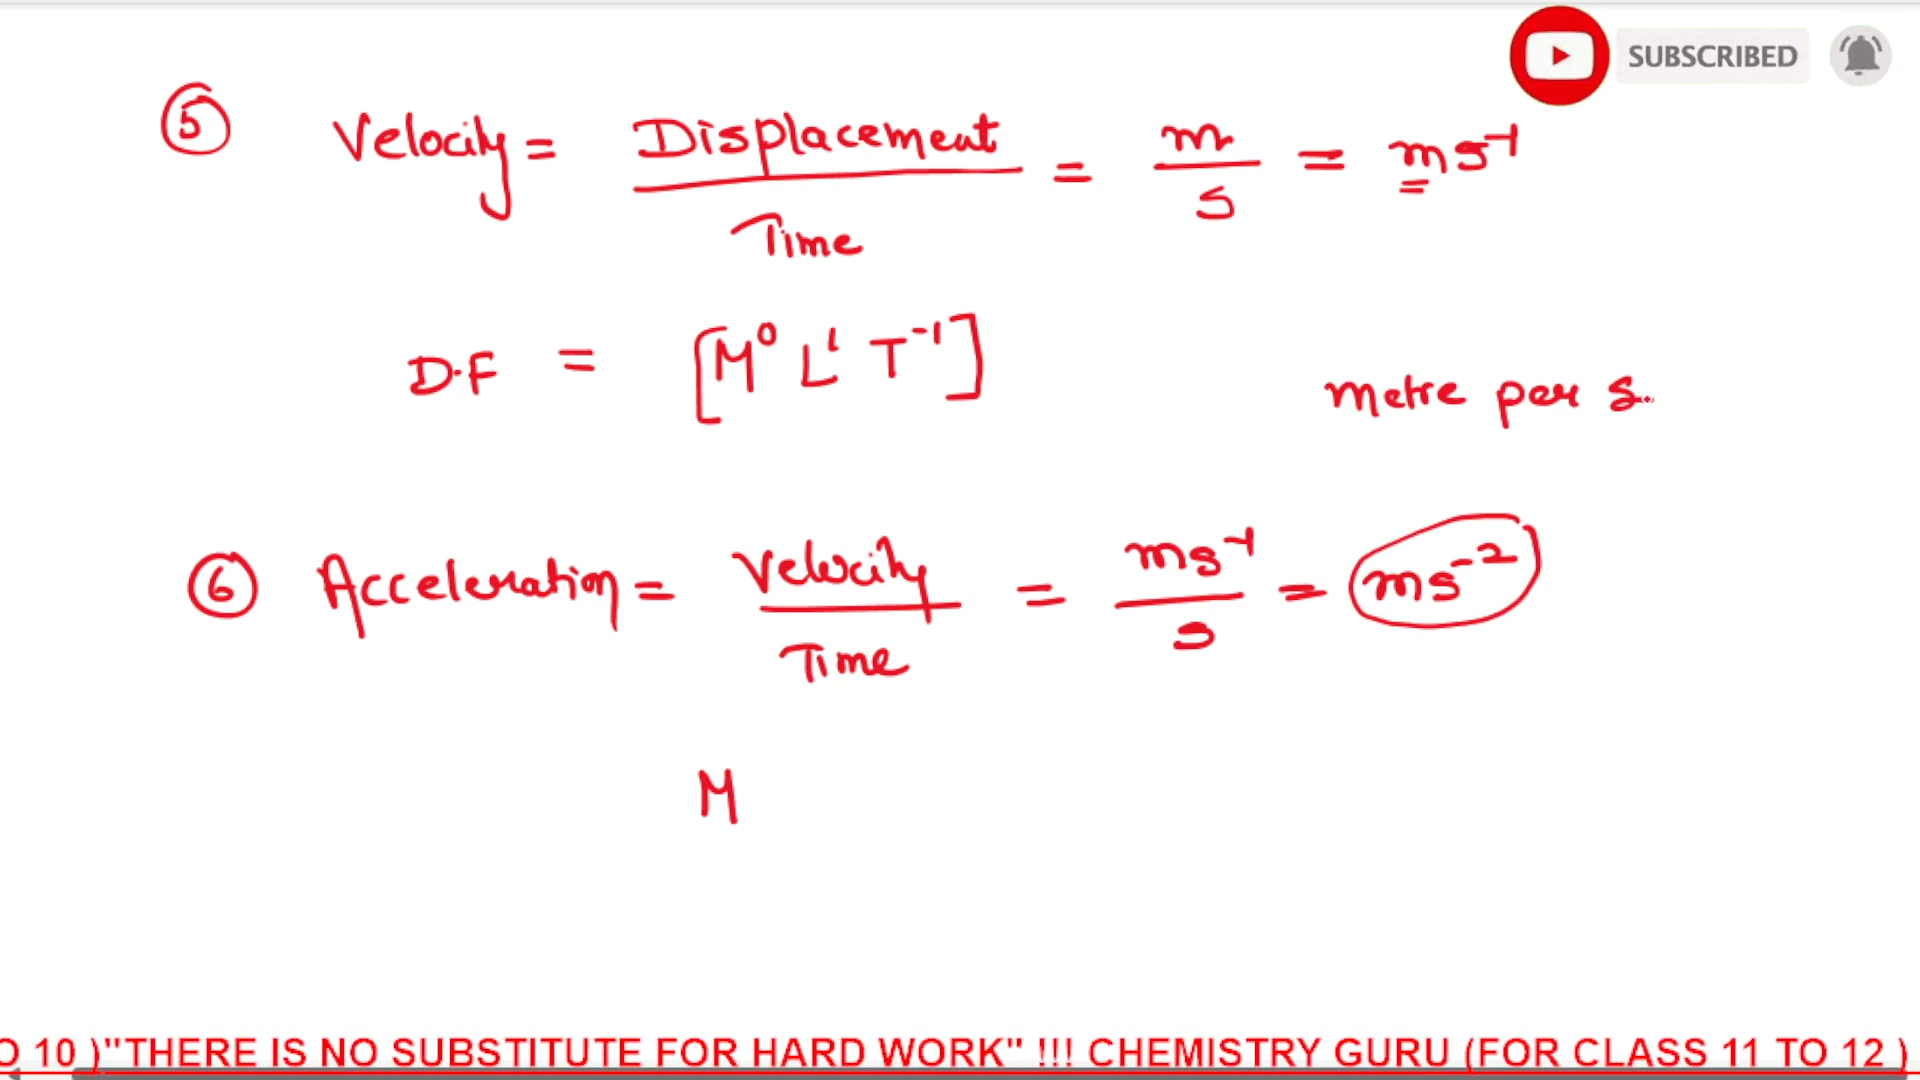 SUBSCRIBED
⑤ Velocity = Displacement / Time = m / s = ms⁻¹
D.F = [M⁰ L¹ T⁻¹]
metre per s
⑥ Acceleration = Velocity / Time = ms⁻¹ / s = ms⁻²
M
O 10 )"THERE IS NO SUBSTITUTE FOR HARD WORK" !!! CHEMISTRY GURU (FOR CLASS 11 TO 12 )